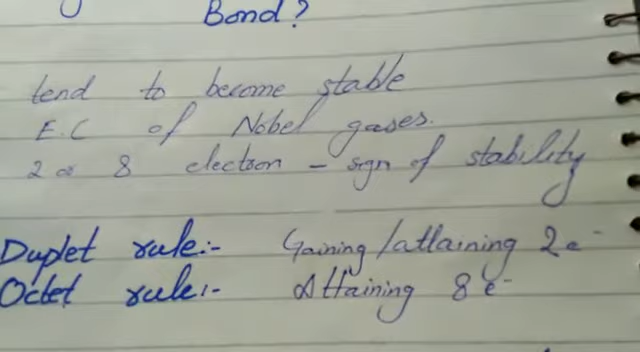 Bond?
tend to become stable
E.C of Nobel gases.
2 or 8 electron - sign of stability
Duplet rule:- Gaining/attaining 2e-
Octet rule:- Attaining 8e-